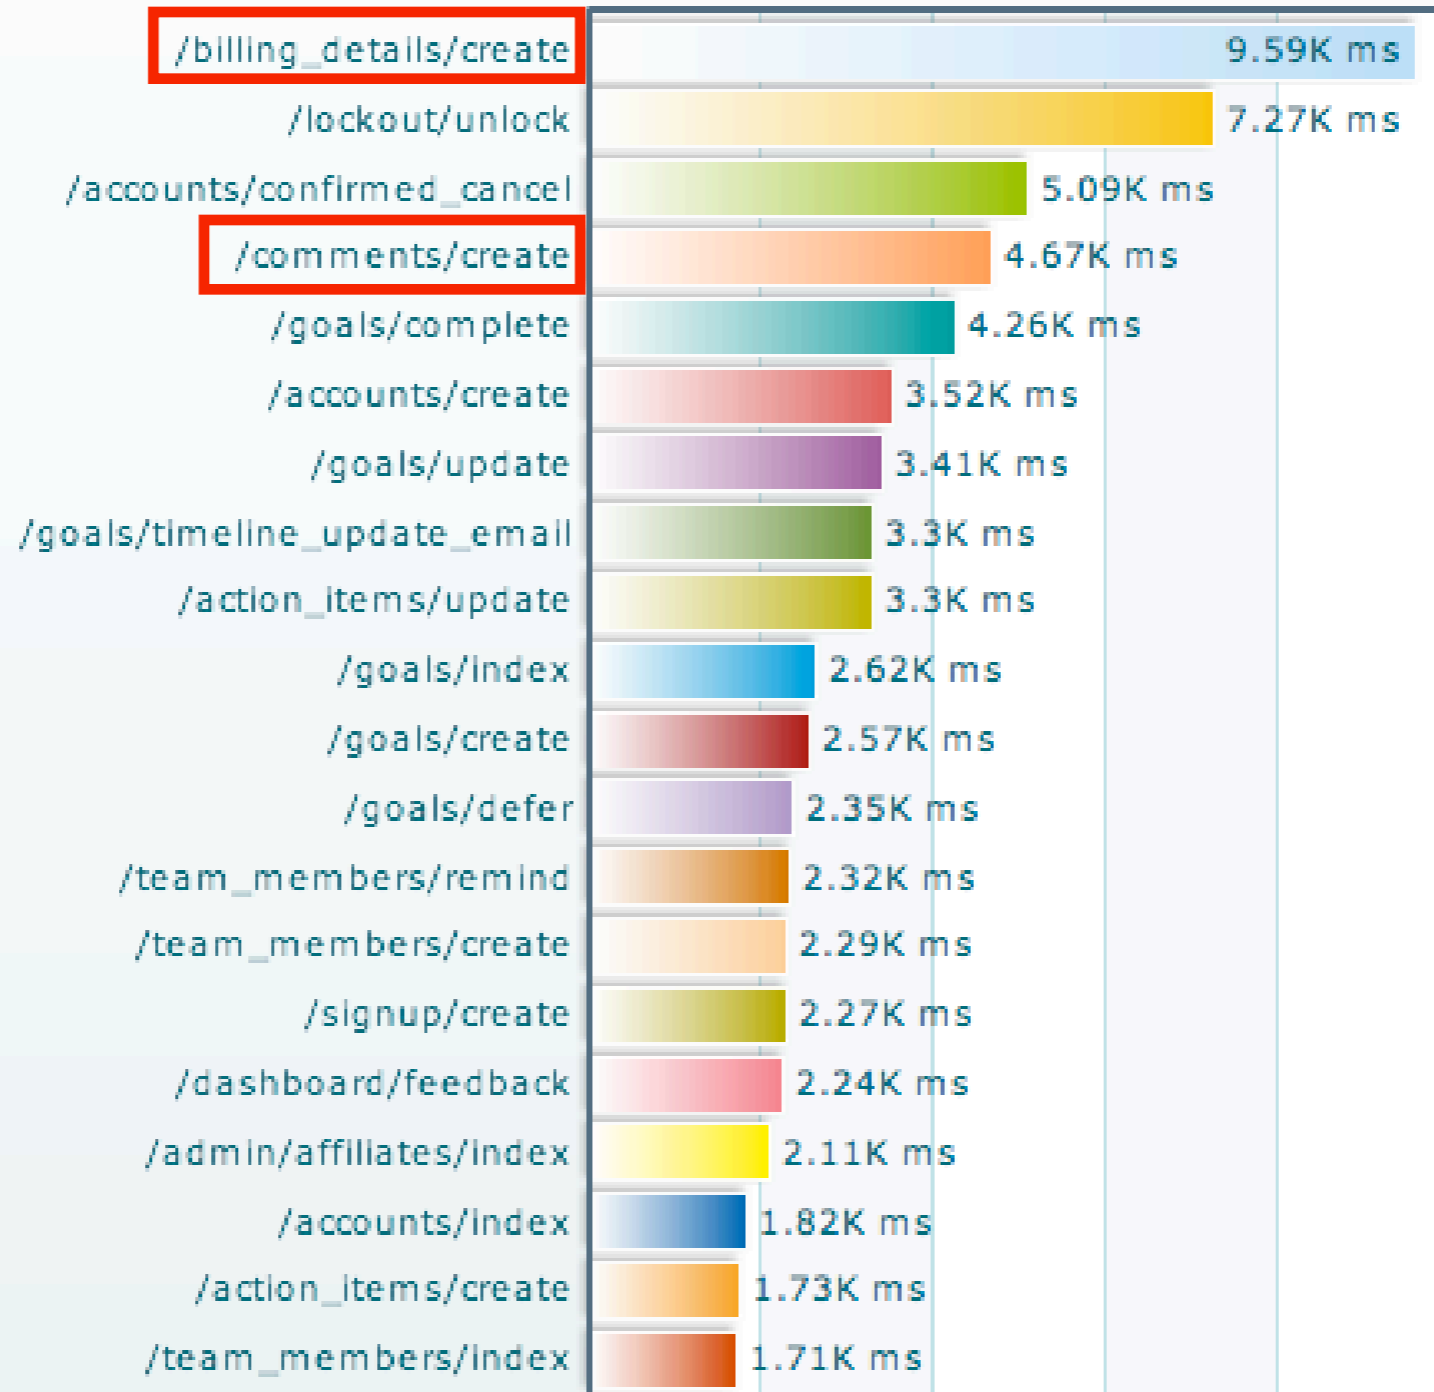 /billing_details/create 9.59K ms
/lockout/unlock 7.27K ms
/accounts/confirmed_cancel 5.09K ms
/comments/create 4.67K ms
/goals/complete 4.26K ms
/accounts/create 3.52K ms
/goals/update 3.41K ms
/goals/timeline_update_email 3.3K ms
/action_items/update 3.3K ms
/goals/index 2.62K ms
/goals/create 2.57K ms
/goals/defer 2.35K ms
/team_members/remind 2.32K ms
/team_members/create 2.29K ms
/signup/create 2.27K ms
/dashboard/feedback 2.24K ms
/admin/affiliates/index 2.11K ms
/accounts/index 1.82K ms
/action_items/create 1.73K ms
/team_members/index 1.71K ms